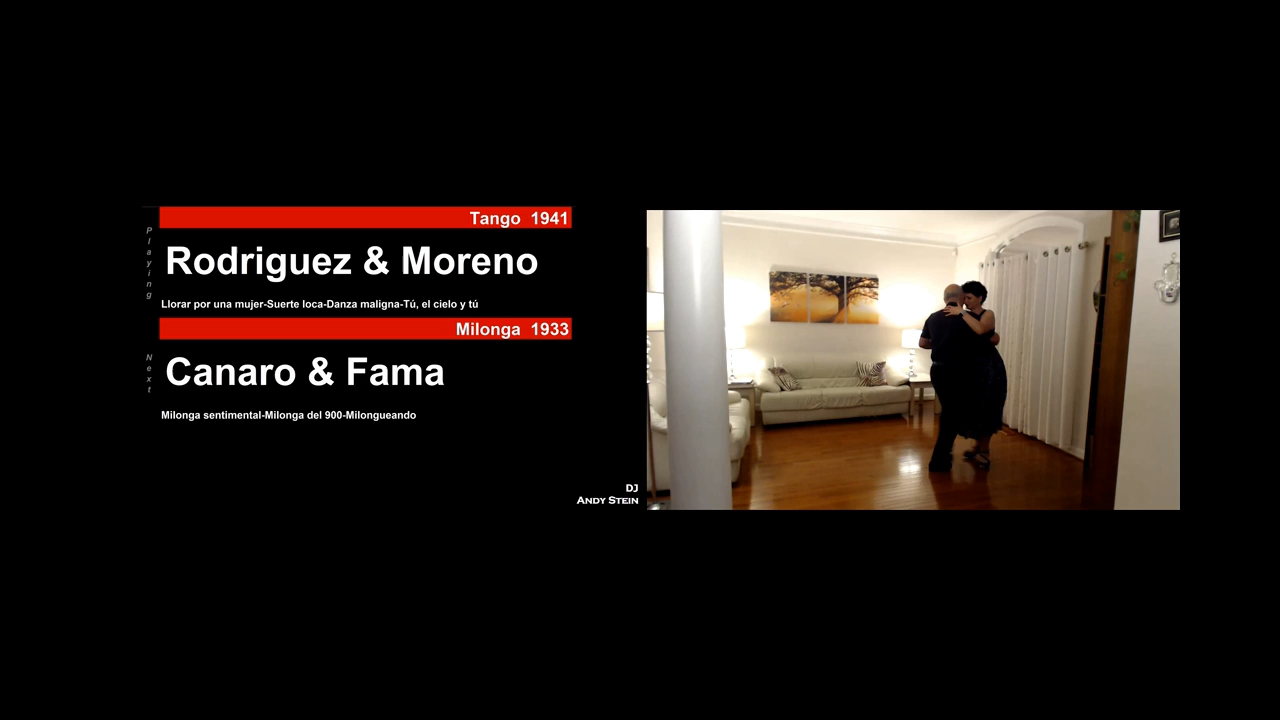 Playing
Tango 1941
Rodriguez & Moreno
Llorar por una mujer-Suerte loca-Danza maligna-Tú, el cielo y tú
Next
Milonga 1933
Canaro & Fama
Milonga sentimental-Milonga del 900-Milongueando
DJ
ANDY STEIN